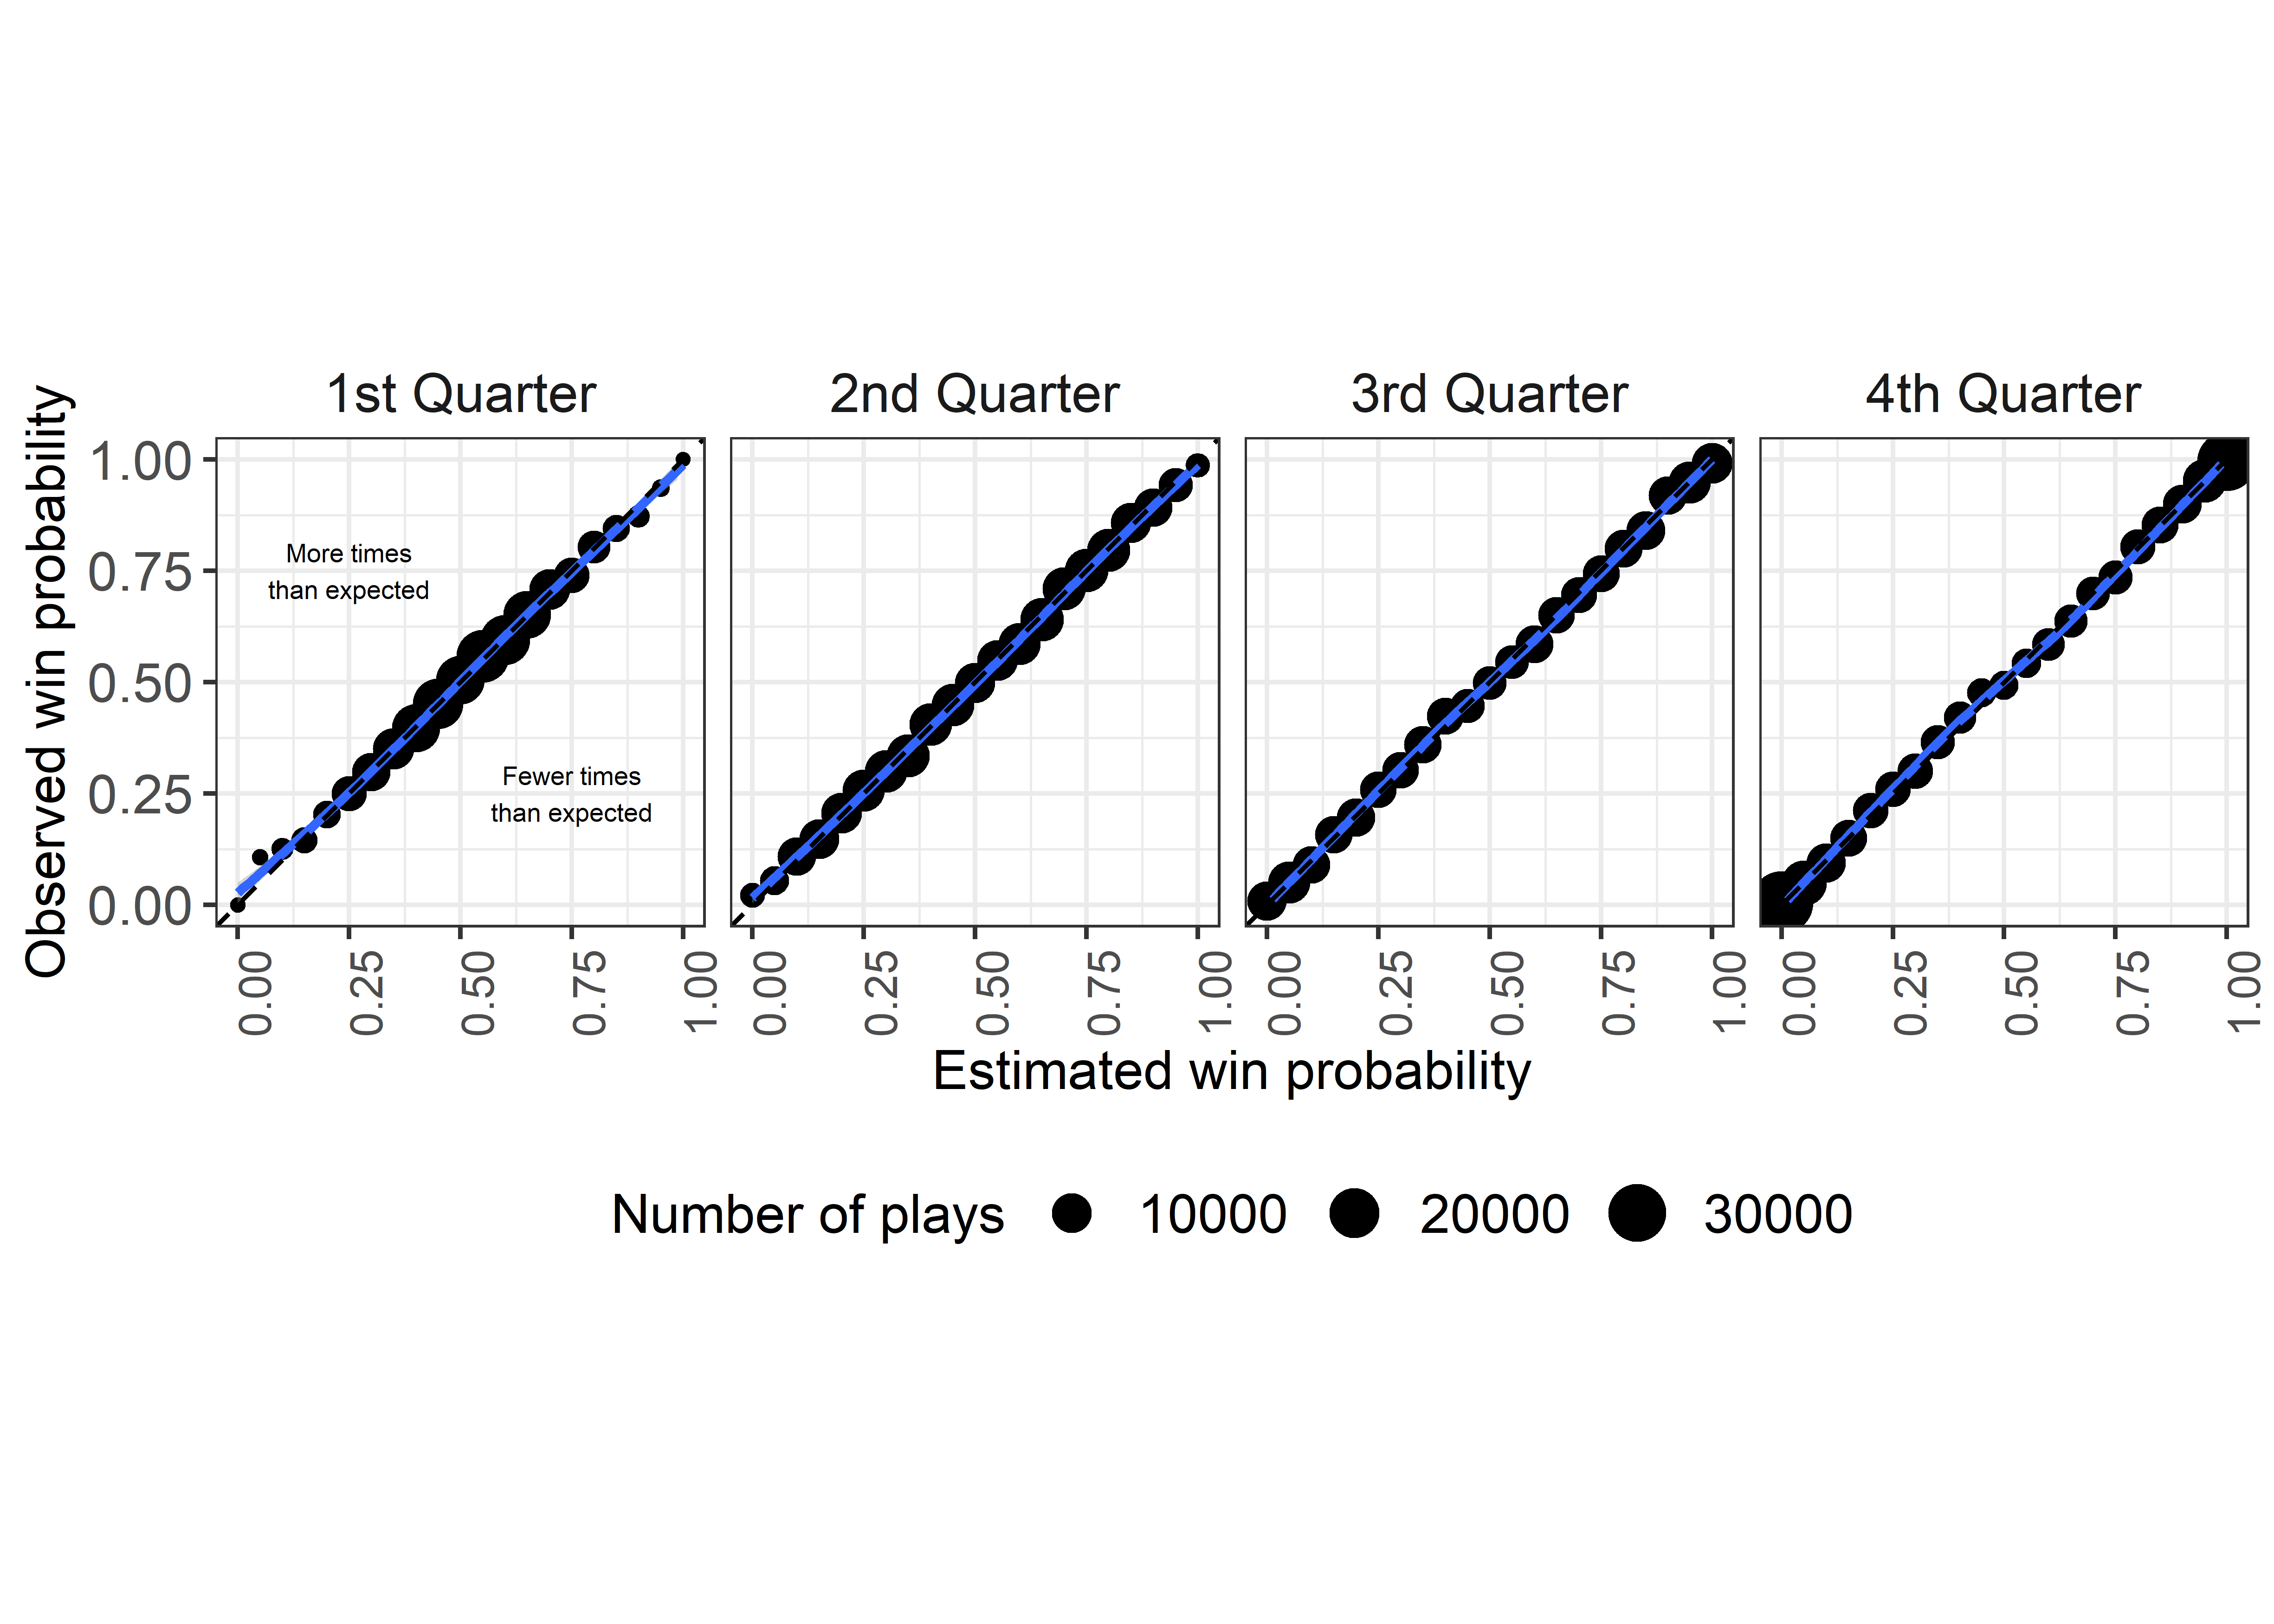 1st Quarter
2nd Quarter
3rd Quarter
4th Quarter
Observed win probability
1.00
0.75
0.50
0.25
0.00
More times
than expected
Fewer times
than expected
0.00
0.25
0.50
0.75
1.00
0.00
0.25
0.50
0.75
1.00
0.00
0.25
0.50
0.75
1.00
0.00
0.25
0.50
0.75
1.00
Estimated win probability
Number of plays 10000 20000 30000